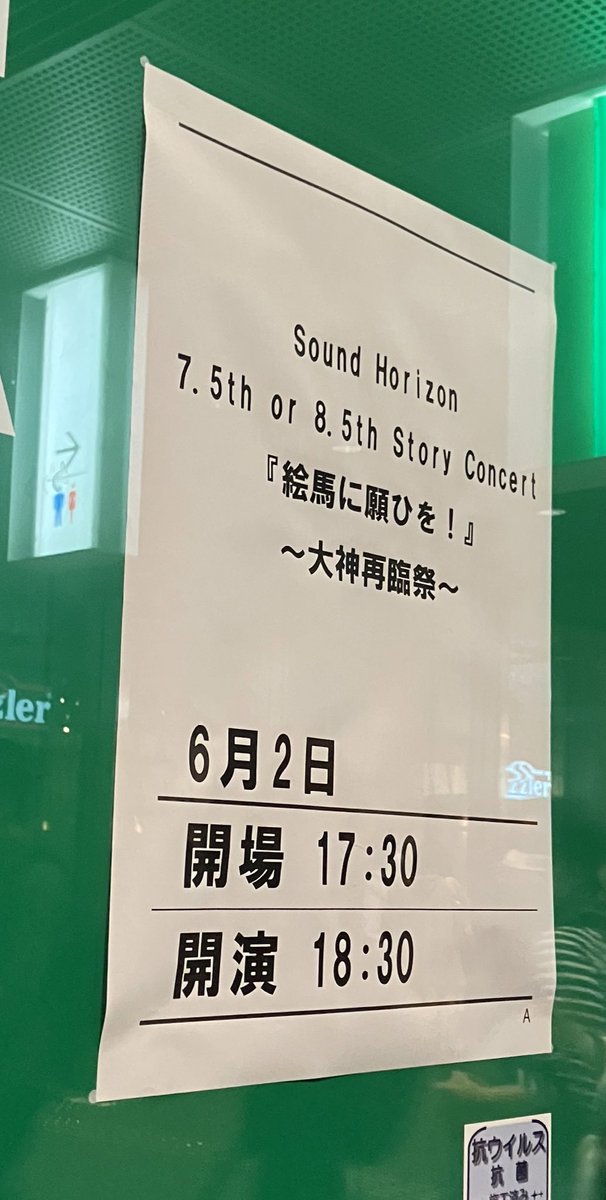 Sound Horizon
7.5th or 8.5th Story Concert
『絵馬に願ひを！』
～大神再臨祭～
6月2日
開場 17:30
開演 18:30
A
zler
zzler
抗ウイルス
抗菌